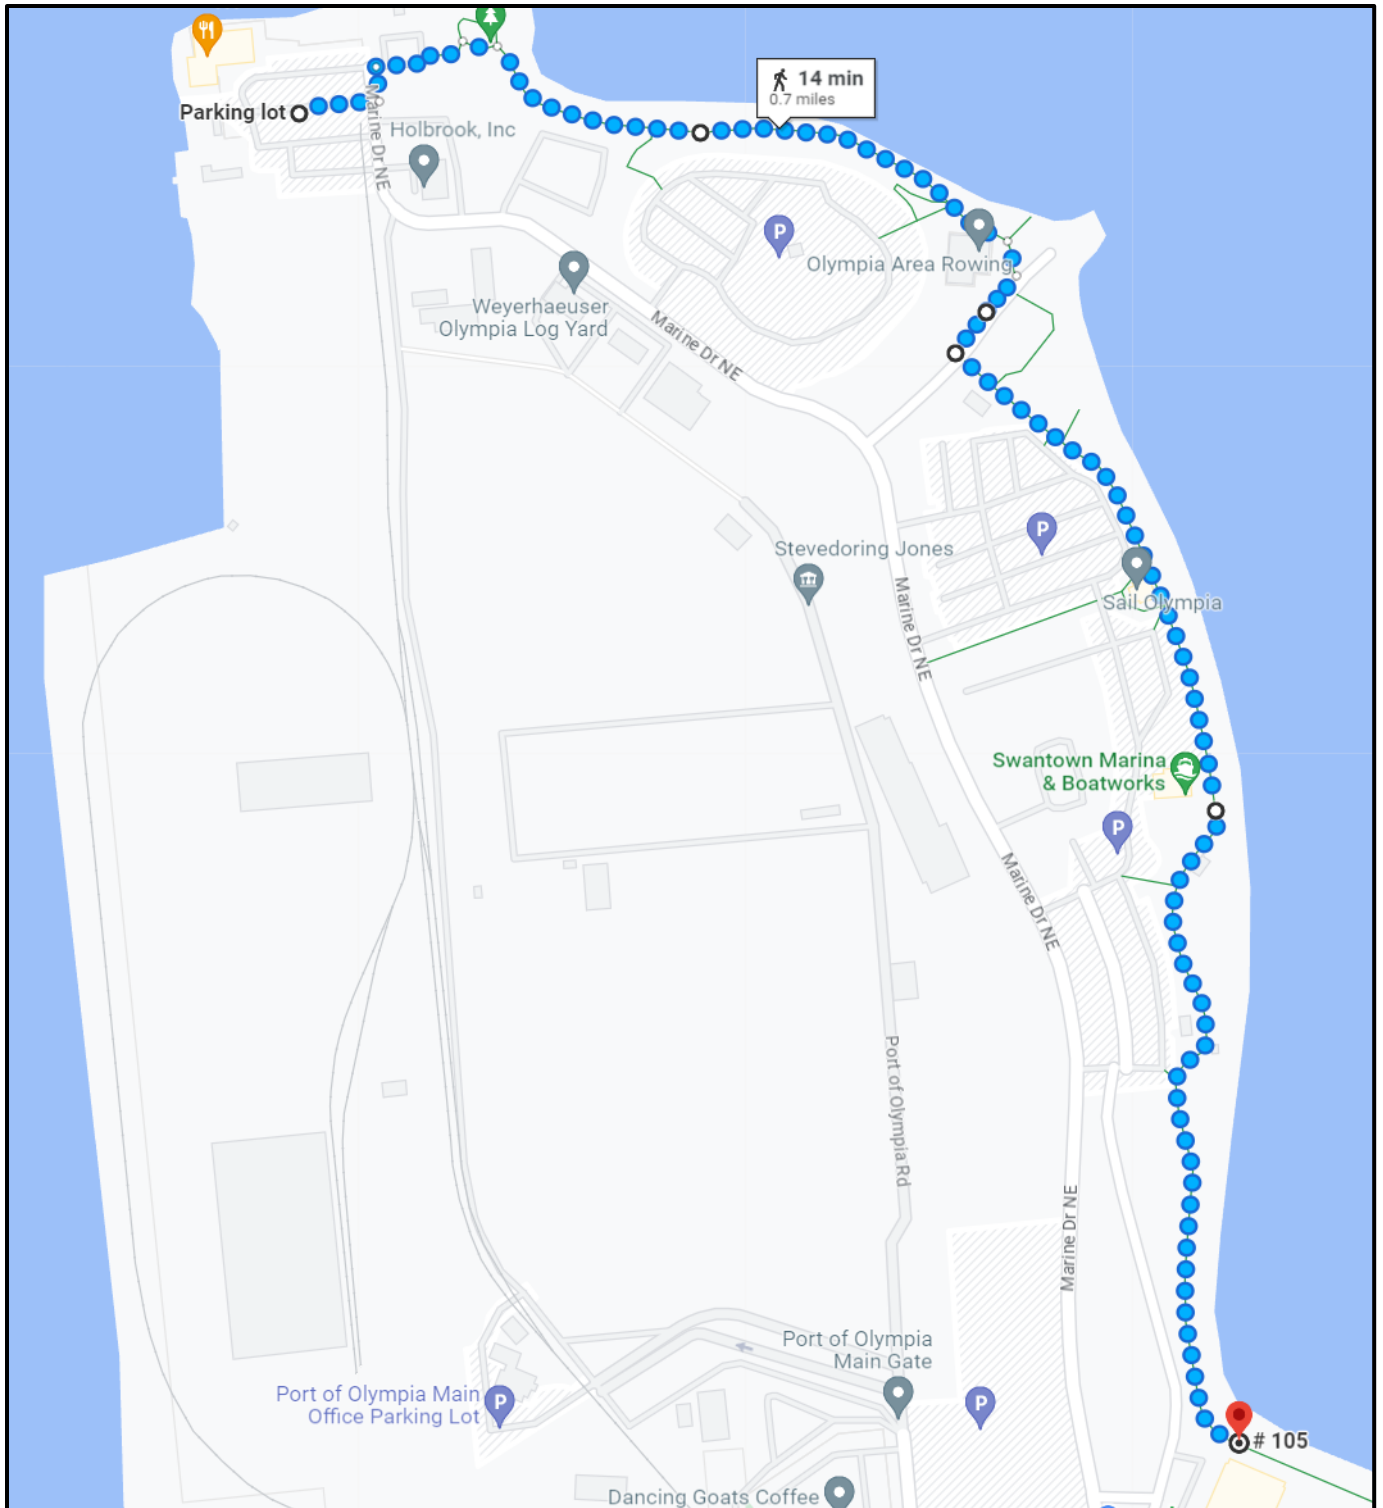 14 min
0.7 miles
Parking lot
Marine Dr NE
Holbrook, Inc
P
Olympia Area Rowing
Weyerhaeuser
Olympia Log Yard
Marine Dr NE
P
Stevedoring Jones
Marine Dr NE
Sail Olympia
Swantown Marina
& Boatworks
P
Marine Dr NE
Port of Olympia Rd
Marine Dr NE
Port of Olympia
Main Gate
Port of Olympia Main
Office Parking Lot
P
P
# 105
Dancing Goats Coffee